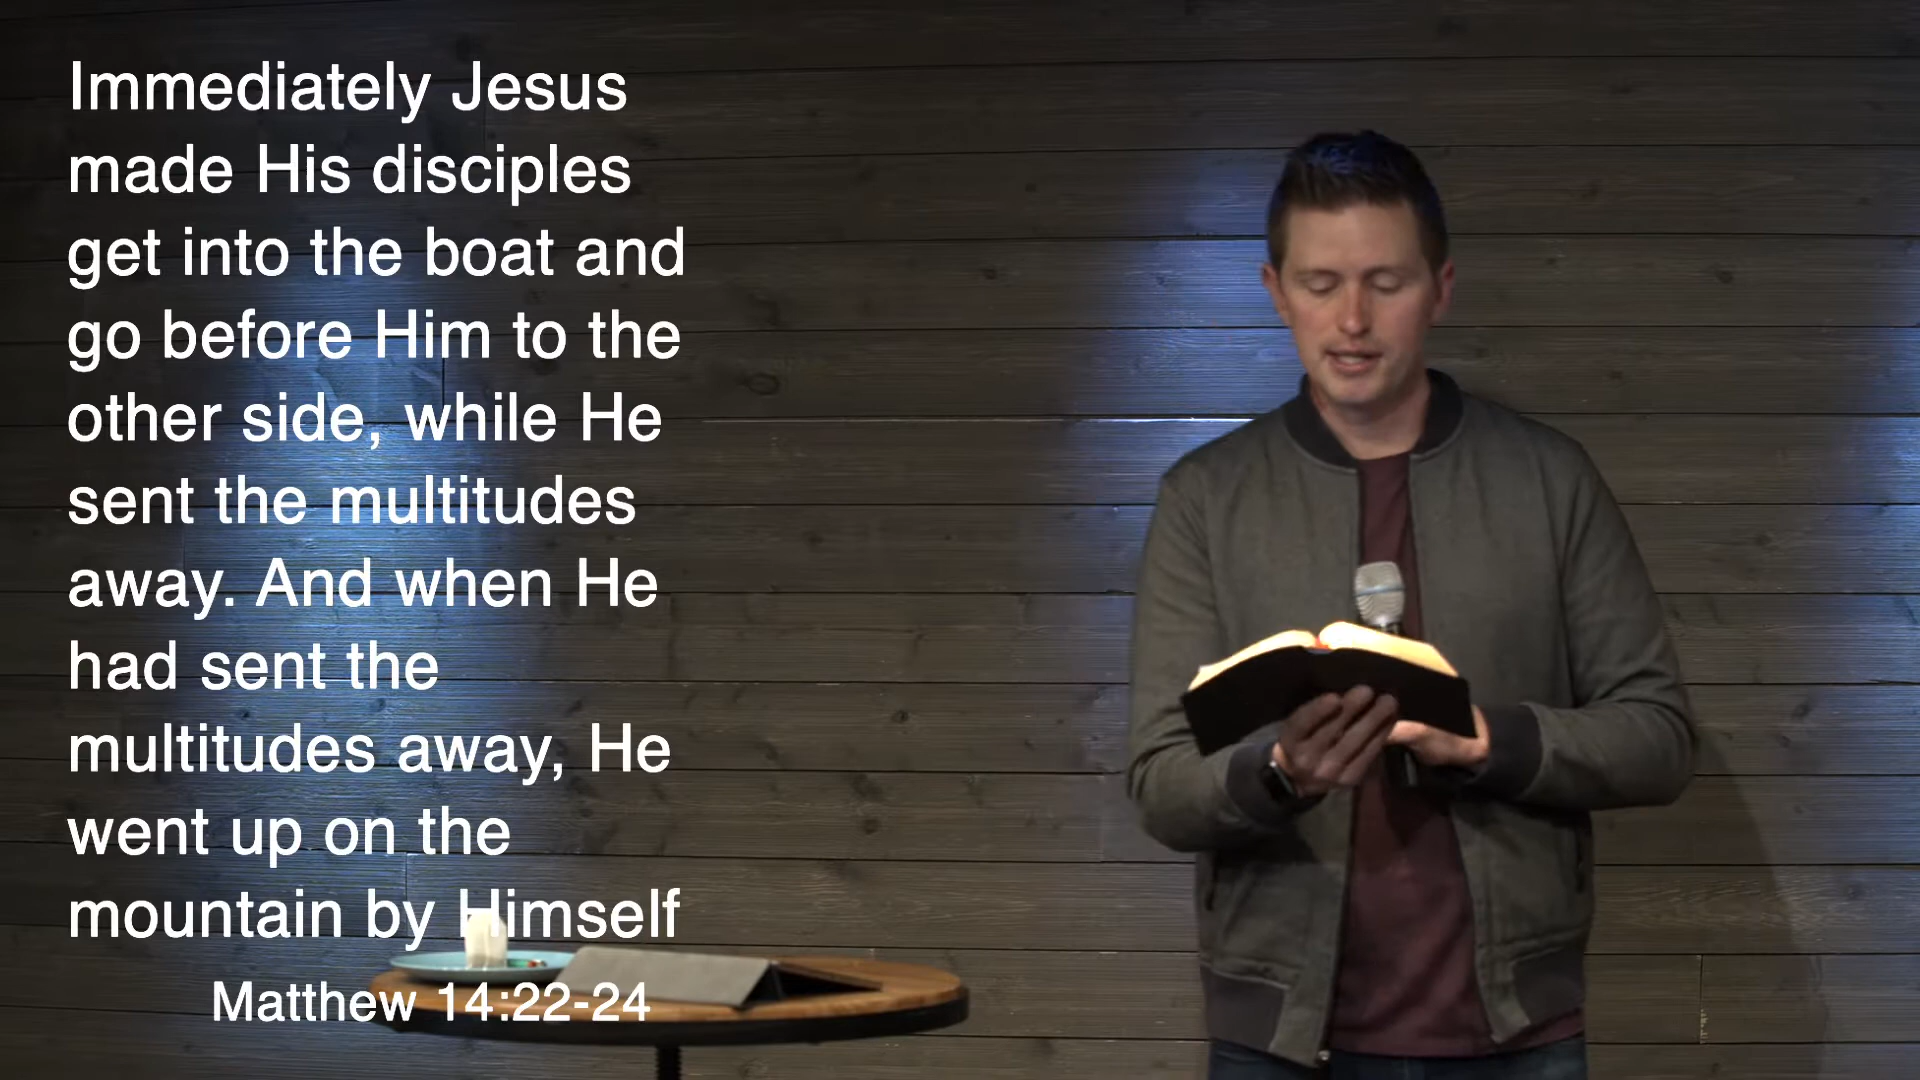 Immediately Jesus
made His disciples
get into the boat and
go before Him to the
other side, while He
sent the multitudes
away. And when He
had sent the
multitudes away, He
went up on the
mountain by Himself
Matthew 14:22-24